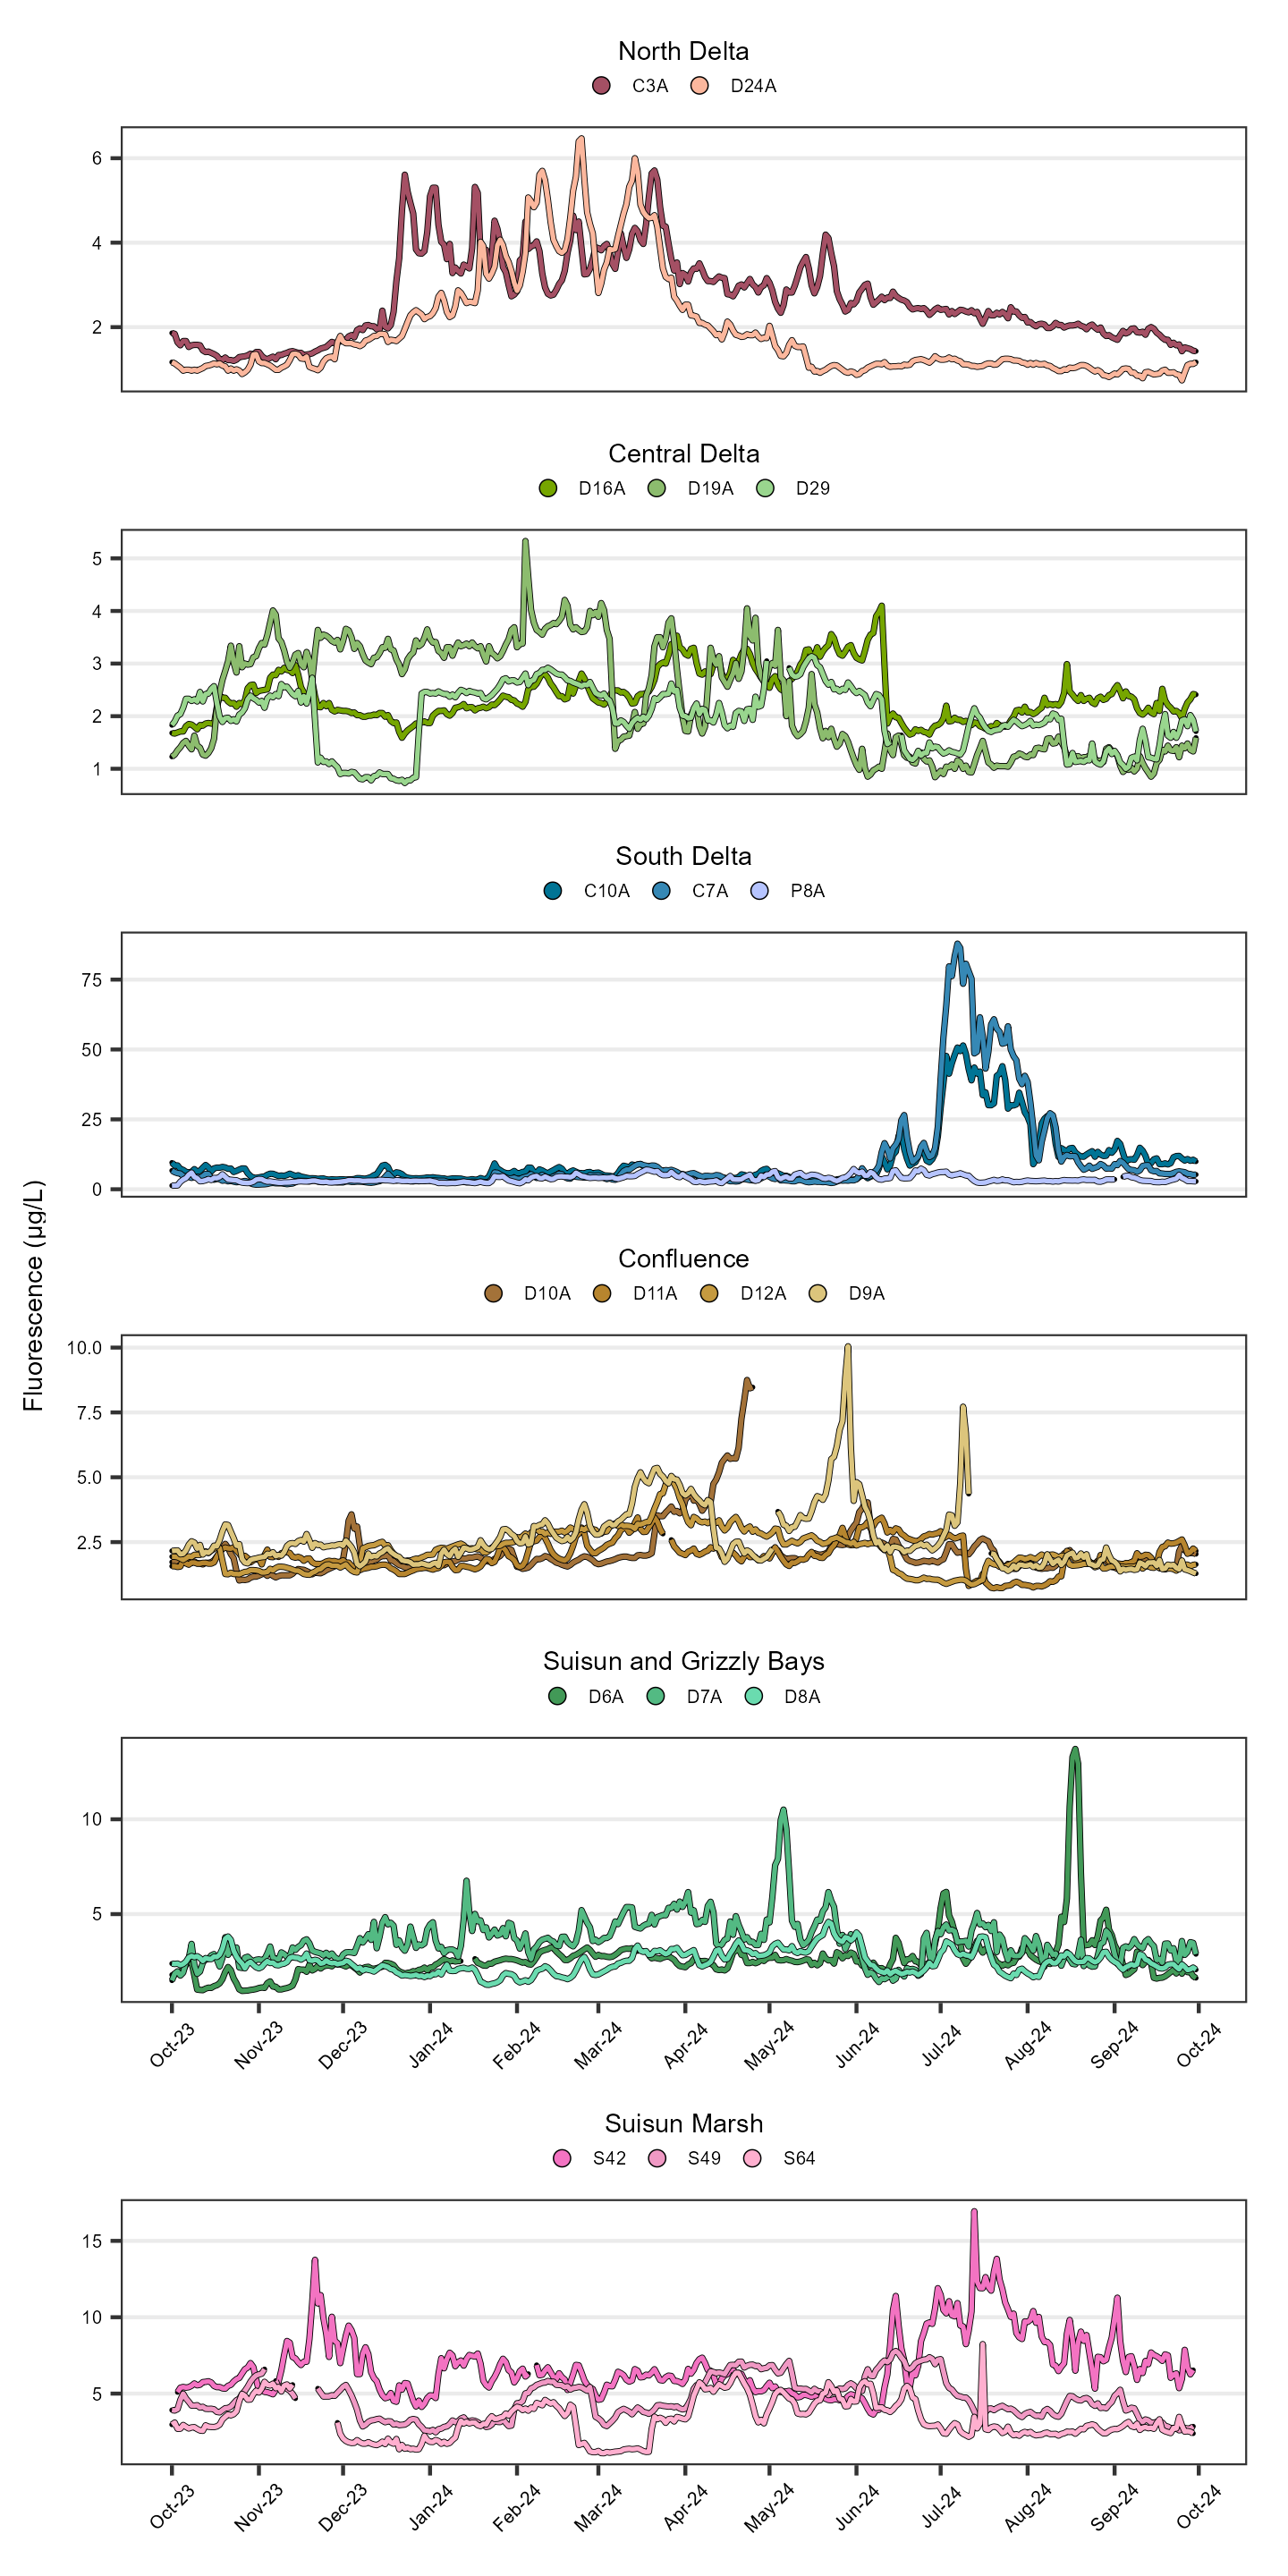 North Delta
C3A D24A
6
4
2
Central Delta
D16A D19A D29
5
4
3
2
1
South Delta
C10A C7A P8A
75
50
25
0
Fluorescence (µg/L)
Confluence
D10A D11A D12A D9A
10.0
7.5
5.0
2.5
Suisun and Grizzly Bays
D6A D7A D8A
10
5
Oct-23 Nov-23 Dec-23 Jan-24 Feb-24 Mar-24 Apr-24 May-24 Jun-24 Jul-24 Aug-24 Sep-24 Oct-24
Suisun Marsh
S42 S49 S64
15
10
5
Oct-23 Nov-23 Dec-23 Jan-24 Feb-24 Mar-24 Apr-24 May-24 Jun-24 Jul-24 Aug-24 Sep-24 Oct-24